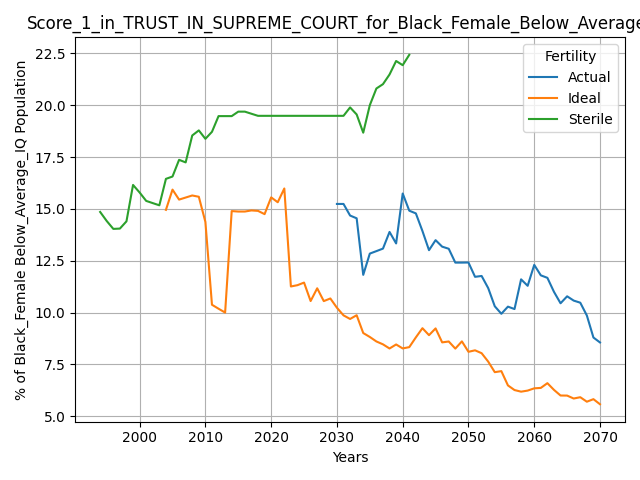 Score_1_in_TRUST_IN_SUPREME_COURT_for_Black_Female_Below_Average
% of Black_Female Below_Average_IQ Population
22.5
20.0
17.5
15.0
12.5
10.0
7.5
5.0
Fertility
Actual
Ideal
Sterile
2000 2010 2020 2030 2040 2050 2060 2070
Years